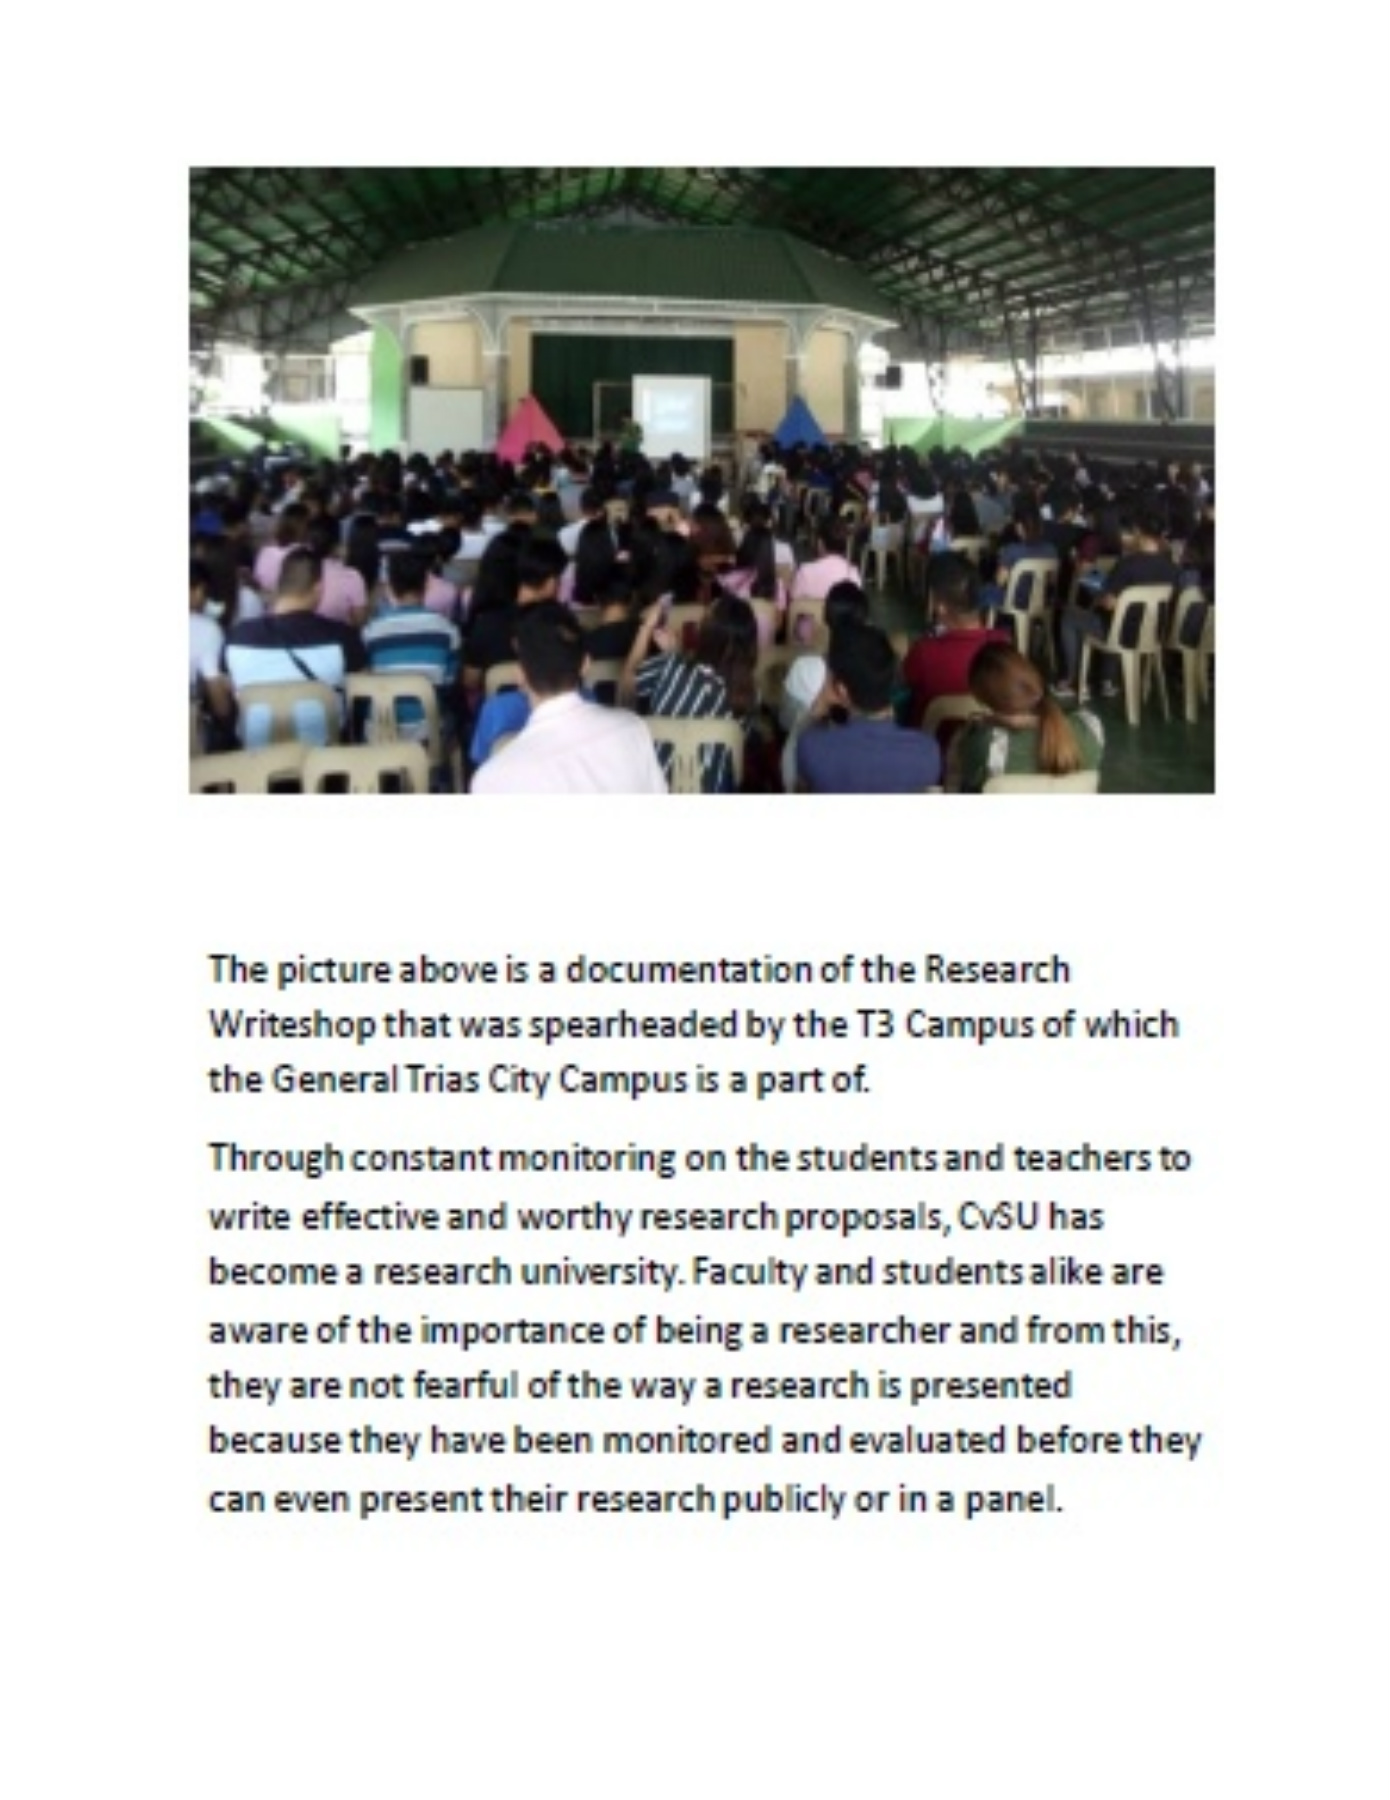 The picture above is a documentation of the Research
Writeshop that was spearheaded by the T3 Campus of which
the General Trias City Campus is a part of.
Through constant monitoring on the students and teachers to
write effective and worthy research proposals, CvSU has
become a research university. Faculty and students alike are
aware of the importance of being a researcher and from this,
they are not fearful of the way a research is presented
because they have been monitored and evaluated before they
can even present their research publicly or in a panel.